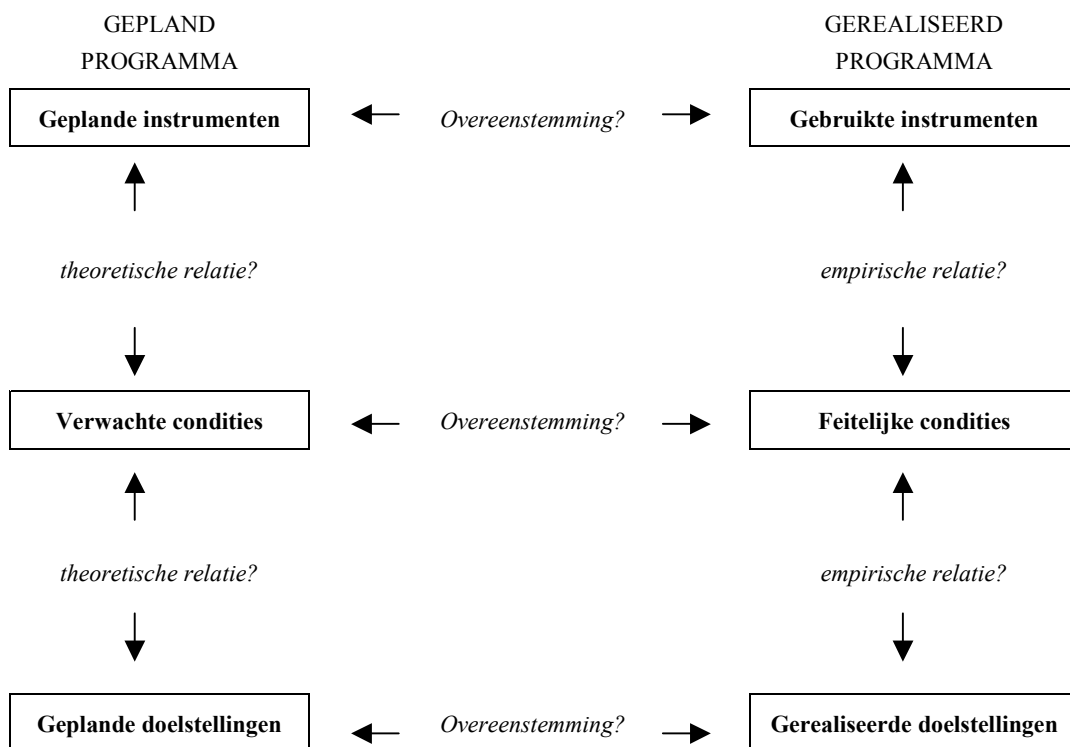 GEPLAND
PROGRAMMA
GEREALISEERD
PROGRAMMA
Geplande instrumenten
Overeenstemming?
Gebruikte instrumenten
theoretische relatie?
empirische relatie?
Verwachte condities
Overeenstemming?
Feitelijke condities
theoretische relatie?
empirische relatie?
Geplande doelstellingen
Overeenstemming?
Gerealiseerde doelstellingen